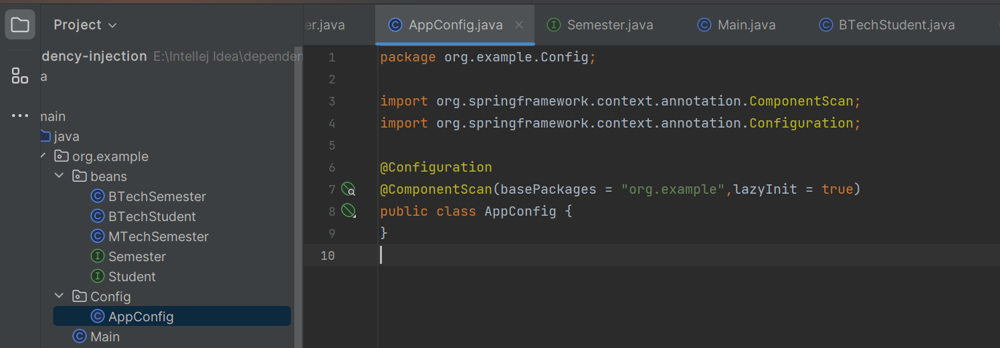 Project
dency-injection E:\Intellej Idea\depende
a
main
java
org.example
beans
BTechSemester
BTechStudent
MTechSemester
Semester
Student
Config
AppConfig
Main
er.java
AppConfig.java
Semester.java
Main.java
BTechStudent.java
1 package org.example.Config;
2
3 import org.springframework.context.annotation.ComponentScan;
4 import org.springframework.context.annotation.Configuration;
5
6 @Configuration
7 @ComponentScan(basePackages = "org.example",lazyInit = true)
8 public class AppConfig {
9 }
10